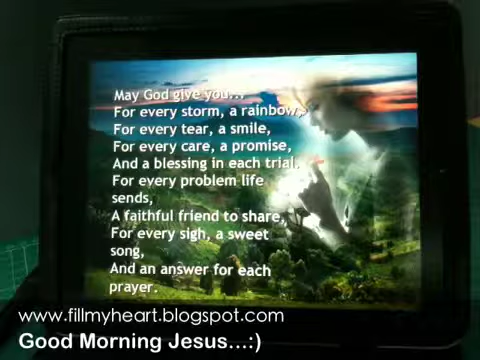 May God give you...
For every storm, a rainbow,
For every tear, a smile,
For every care, a promise,
And a blessing in each trial.
For every problem life
sends,
A faithful friend to share,
For every sigh, a sweet
song,
And an answer for each
prayer.
www.fillmyheart.blogspot.com
Good Morning Jesus...:)